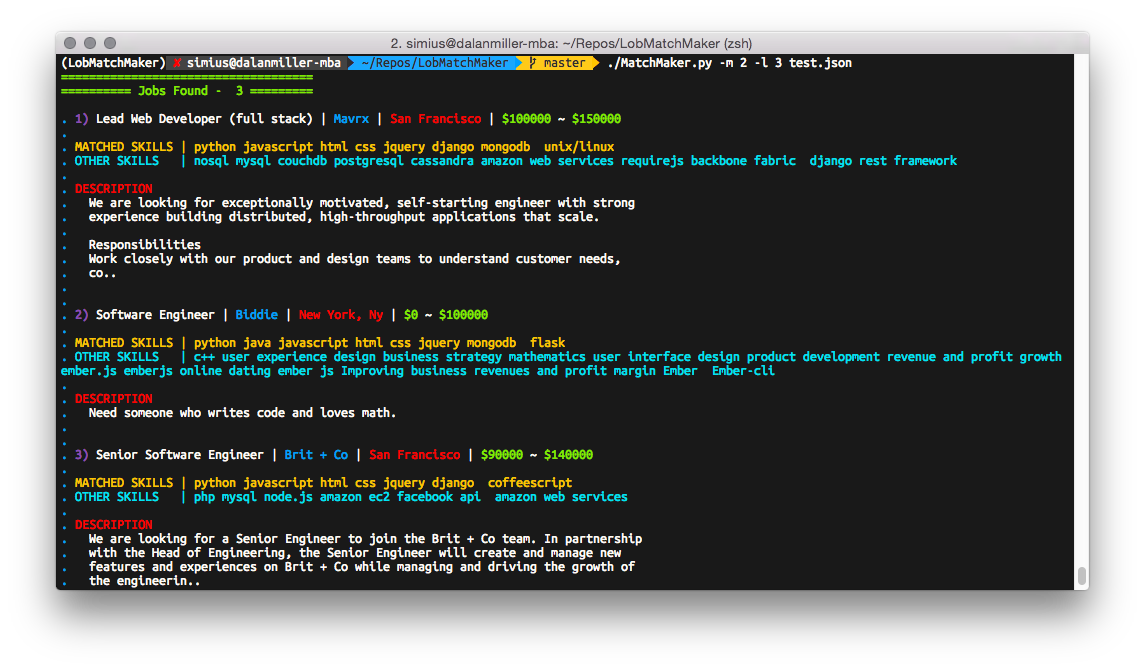 2. simius@dalanmiller-mba: ~/Repos/LobMatchMaker (zsh)
(LobMatchMaker) ✘ simius@dalanmiller-mba ~/Repos/LobMatchMaker master ./MatchMaker.py -m 2 -l 3 test.json
====================================
========== Jobs Found - 3 =========
.
. 1) Lead Web Developer (full stack) | Mavrx | San Francisco | $100000 ~ $150000
.
. MATCHED SKILLS | python javascript html css jquery django mongodb  unix/linux
. OTHER SKILLS   | nosql mysql couchdb postgresql cassandra amazon web services requirejs backbone fabric  django rest framework
.
. DESCRIPTION
.   We are looking for exceptionally motivated, self-starting engineer with strong
.   experience building distributed, high-throughput applications that scale.
.
.   Responsibilities
.   Work closely with our product and design teams to understand customer needs,
.   co..
.
.
. 2) Software Engineer | Biddie | New York, Ny | $0 ~ $100000
.
. MATCHED SKILLS | python java javascript html css jquery mongodb  flask
. OTHER SKILLS   | c++ user experience design business strategy mathematics user interface design product development revenue and profit growth
ember.js emberjs online dating ember js Improving business revenues and profit margin Ember  Ember-cli
.
. DESCRIPTION
.   Need someone who writes code and loves math.
.
.
. 3) Senior Software Engineer | Brit + Co | San Francisco | $90000 ~ $140000
.
. MATCHED SKILLS | python javascript html css jquery django  coffeescript
. OTHER SKILLS   | php mysql node.js amazon ec2 facebook api  amazon web services
.
. DESCRIPTION
.   We are looking for a Senior Engineer to join the Brit + Co team. In partnership
.   with the Head of Engineering, the Senior Engineer will create and manage new
.   features and experiences on Brit + Co while managing and driving the growth of
.   the engineerin..